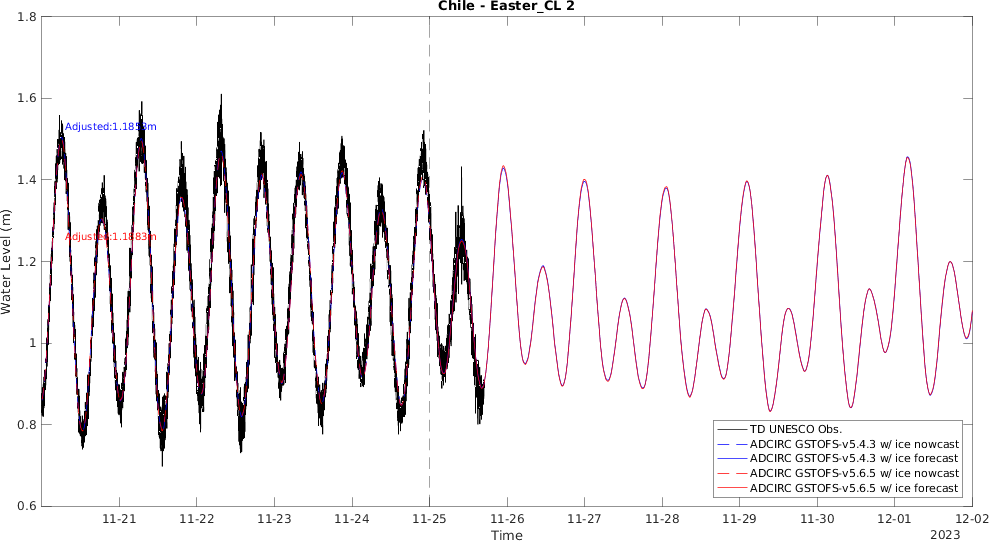 Chile - Easter_CL 2
1.8
1.6
1.4
1.2
1
0.8
0.6
Water Level (m)
Adjusted:1.1883m
11-21
11-22
11-23
11-24
11-25
11-26
11-27
11-28
11-29
11-30
12-01
12-02
Time
2023
TD UNESCO Obs.
ADCIRC GSTOFS-v5.4.3 w/ ice nowcast
ADCIRC GSTOFS-v5.4.3 w/ ice forecast
ADCIRC GSTOFS-v5.6.5 w/ ice nowcast
ADCIRC GSTOFS-v5.6.5 w/ ice forecast